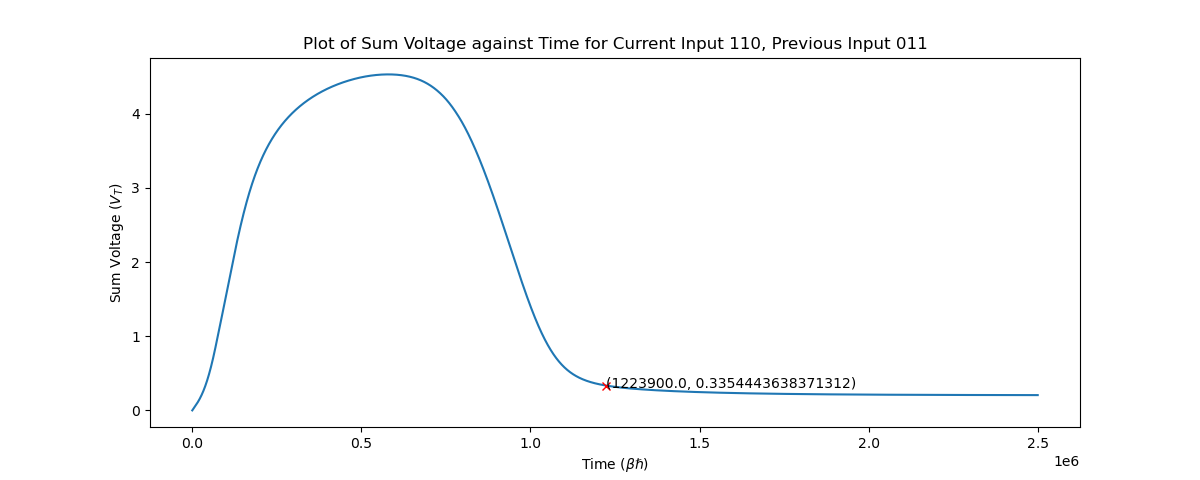 Plot of Sum Voltage against Time for Current Input 110, Previous Input 011
Sum Voltage (V_T)
4
3
2
1
0
(1223900.0, 0.3354443638371312)
0.0 0.5 1.0 1.5 2.0 2.5
1e6
Time (βħ)